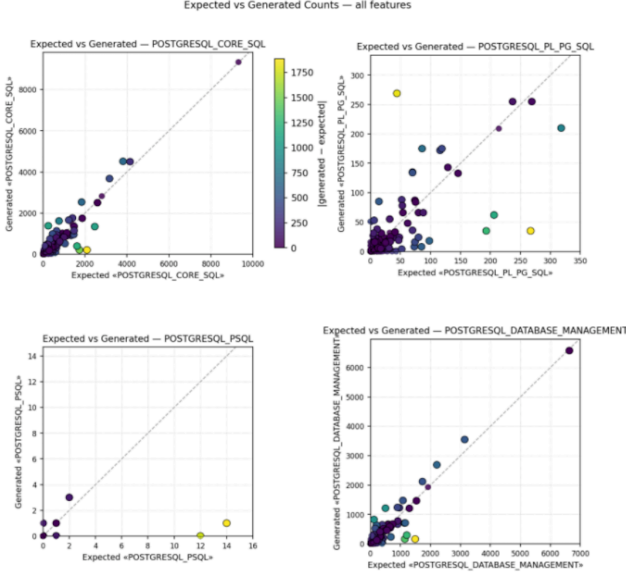 Expected vs Generated Counts — all features
Expected vs Generated — POSTGRESQL_CORE_SQL
Generated «POSTGRESQL_CORE_SQL»
8000
6000
4000
2000
0
0 2000 4000 6000 8000 10000
Expected «POSTGRESQL_CORE_SQL»
1750
1500
1250
1000
750
500
250
0
|generated − expected|
Expected vs Generated — POSTGRESQL_PL_PG_SQL
Generated «POSTGRESQL_PL_PG_SQL»
300
250
200
150
100
50
0
0 50 100 150 200 250 300 350
Expected «POSTGRESQL_PL_PG_SQL»
Expected vs Generated — POSTGRESQL_PSQL
Generated «POSTGRESQL_PSQL»
14
12
10
8
6
4
2
0
0 2 4 6 8 10 12 14 16
Expected «POSTGRESQL_PSQL»
Expected vs Generated — POSTGRESQL_DATABASE_MANAGEMENT
Generated «POSTGRESQL_DATABASE_MANAGEMENT»
6000
5000
4000
3000
2000
1000
0
0 1000 2000 3000 4000 5000 6000 7000
Expected «POSTGRESQL_DATABASE_MANAGEMENT»